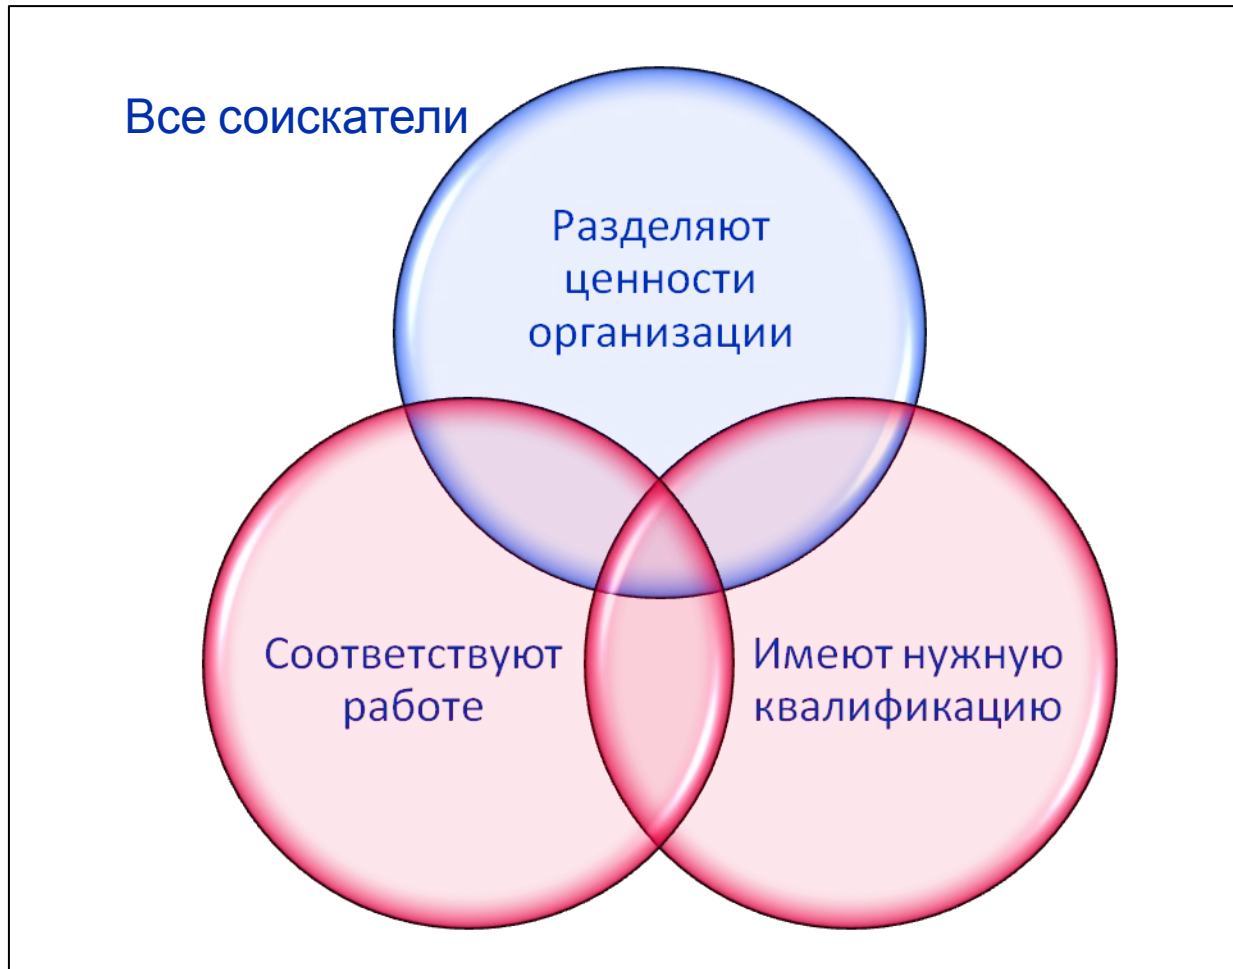 Все соискатели
Разделяют
ценности
организации
Соответствуют
работе
Имеют нужную
квалификацию